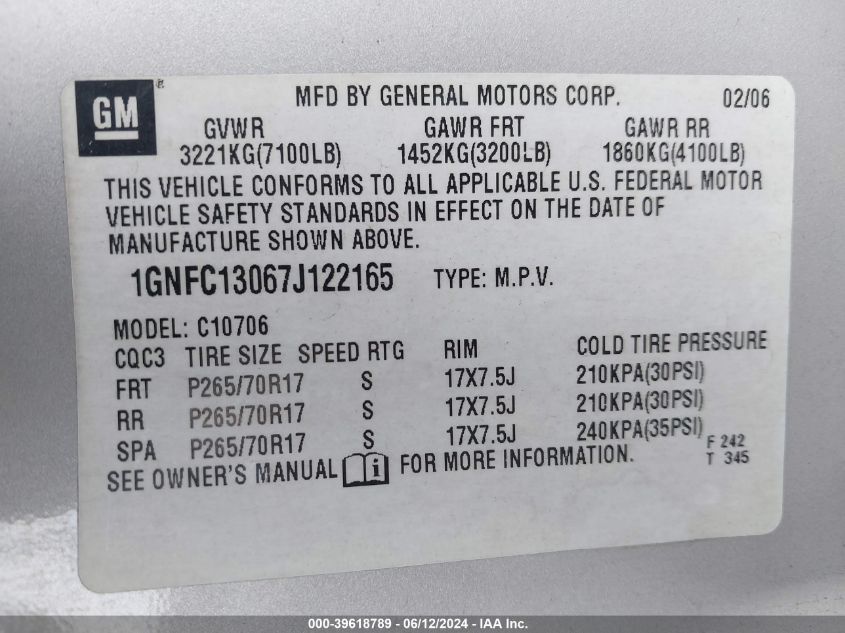 GM MFD BY GENERAL MOTORS CORP. 02/06
GVWR GAWR FRT GAWR RR
3221KG(7100LB) 1452KG(3200LB) 1860KG(4100LB)
THIS VEHICLE CONFORMS TO ALL APPLICABLE U.S. FEDERAL MOTOR
VEHICLE SAFETY STANDARDS IN EFFECT ON THE DATE OF
MANUFACTURE SHOWN ABOVE.
1GNFC13067J122165 TYPE: M.P.V.
MODEL: C10706
CQC3 TIRE SIZE SPEED RTG RIM COLD TIRE PRESSURE
FRT P265/70R17 S 17X7.5J 210KPA(30PSI)
RR P265/70R17 S 17X7.5J 210KPA(30PSI)
SPA P265/70R17 S 17X7.5J 240KPA(35PSI) F 242
SEE OWNER'S MANUAL i FOR MORE INFORMATION. T 345
000-39618789 - 06/12/2024 - IAA Inc.